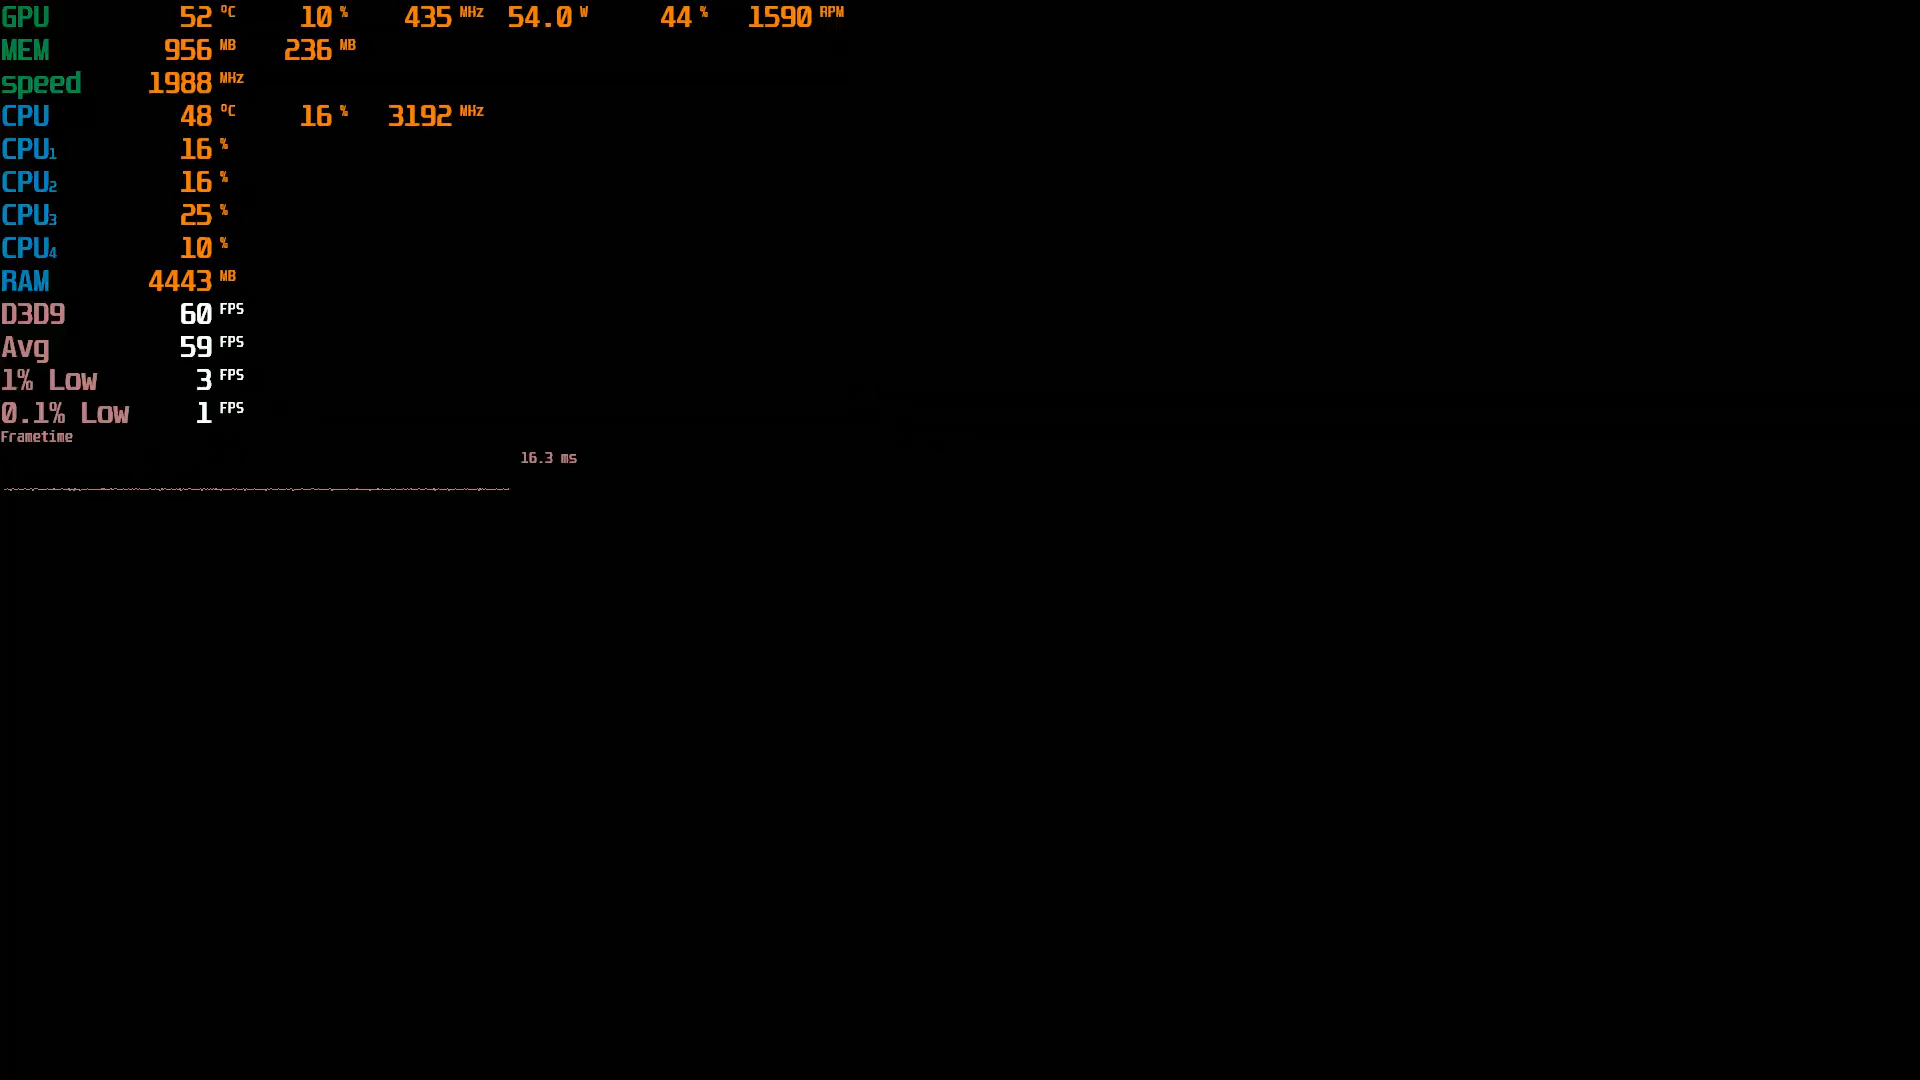 GPU 52 °C 10 % 435 MHz 54.0 W 44 % 1590 RPM
MEM 956 MB 236 MB
speed 1988 MHz
CPU 48 °C 16 % 3192 MHz
CPU1 16 %
CPU2 16 %
CPU3 25 %
CPU4 10 %
RAM 4443 MB
D3D9 60 FPS
Avg 59 FPS
1% Low 3 FPS
0.1% Low 1 FPS
Frametime
16.3 ms